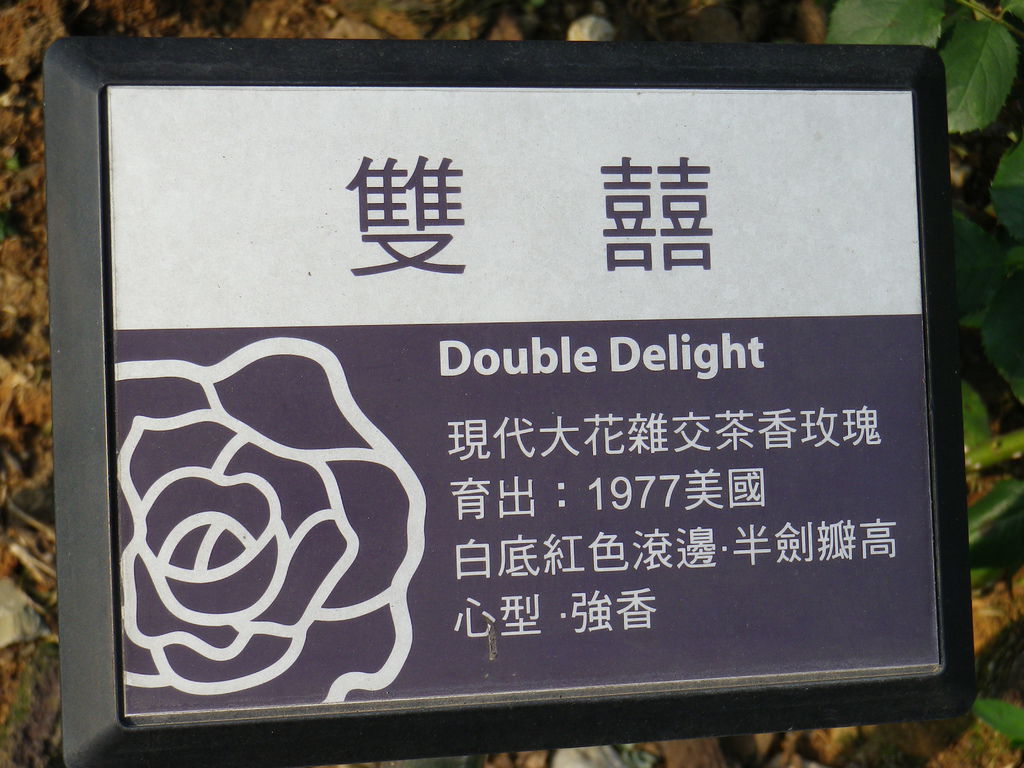 雙 囍
Double Delight
現代大花雜交茶香玫瑰
育出：1977美國
白底紅色滾邊·半劍瓣高
心型 ·強香